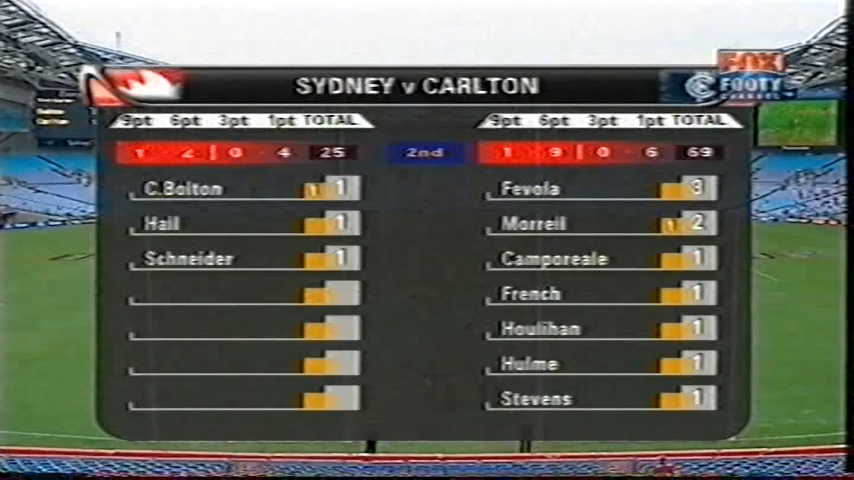 SYDNEY v CARLTON
FOX
FOOTY
CHANNEL
9pt 6pt 3pt 1pt TOTAL
9pt 6pt 3pt 1pt TOTAL
1 2 0 4 25
2nd
1 9 0 6 69
C.Bolton 1 1
Hall 1
Schneider 1
Fevola 3
Morrell 1 2
Camporeale 1
French 1
Houlihan 1
Hulme 1
Stevens 1